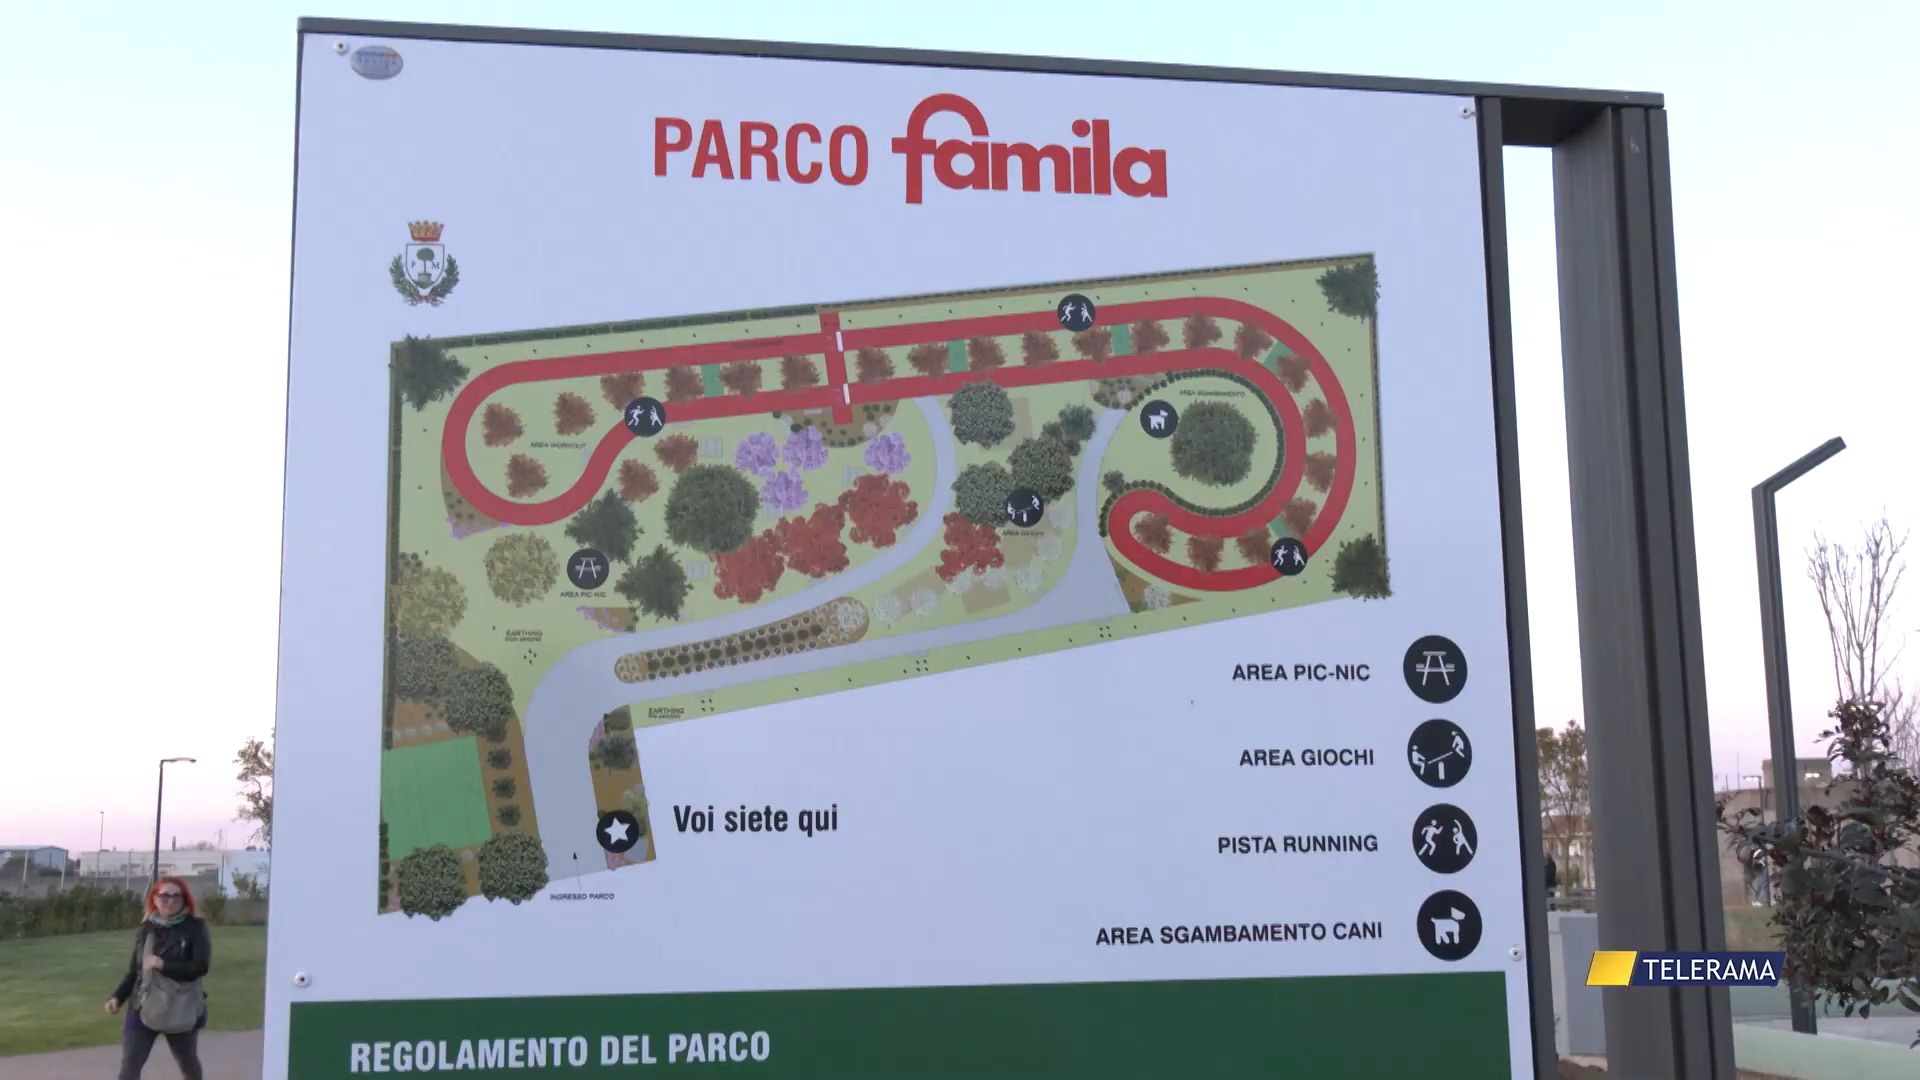 PARCO famila
P M
AREA SGAMBAMENTO
AREA WORKOUT
AREA GIOCHI
AREA PIC-NIC
EARTHING
EARTHING
Voi siete qui
INGRESSO PARCO
AREA PIC-NIC
AREA GIOCHI
PISTA RUNNING
AREA SGAMBAMENTO CANI
REGOLAMENTO DEL PARCO
TELERAMA